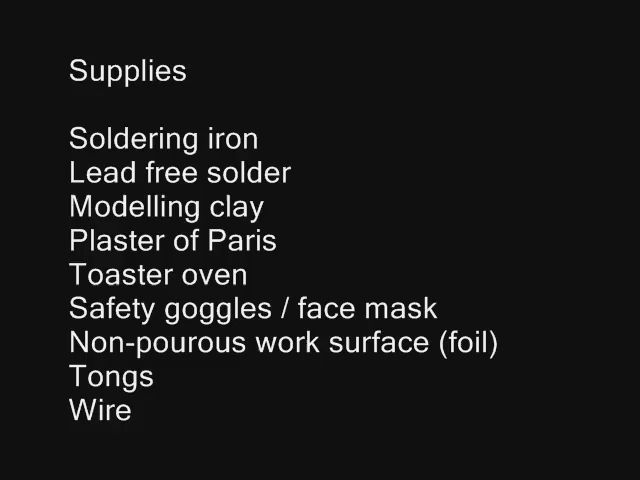 Supplies
Soldering iron
Lead free solder
Modelling clay
Plaster of Paris
Toaster oven
Safety goggles / face mask
Non-pourous work surface (foil)
Tongs
Wire